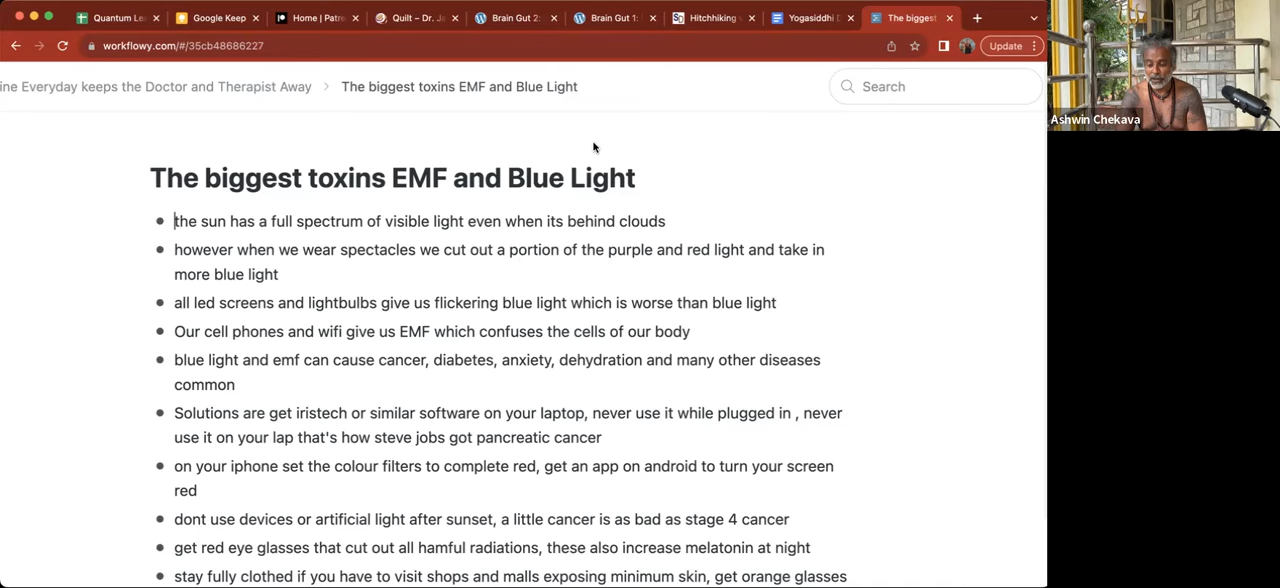 Quantum Le
Google Keep
Home | Patre
Quilt – Dr. Ja
Brain Gut 2:
Brain Gut 1:
Hitchhiking
Yogasiddhi D
The biggest
workflowy.com/#/35cb48686227
Update
ine Everyday keeps the Doctor and Therapist Away
The biggest toxins EMF and Blue Light
Search
Ashwin Chekava
The biggest toxins EMF and Blue Light
the sun has a full spectrum of visible light even when its behind clouds
however when we wear spectacles we cut out a portion of the purple and red light and take in
more blue light
all led screens and lightbulbs give us flickering blue light which is worse than blue light
Our cell phones and wifi give us EMF which confuses the cells of our body
blue light and emf can cause cancer, diabetes, anxiety, dehydration and many other diseases
common
Solutions are get iristech or similar software on your laptop, never use it while plugged in , never
use it on your lap that's how steve jobs got pancreatic cancer
on your iphone set the colour filters to complete red, get an app on android to turn your screen
red
dont use devices or artificial light after sunset, a little cancer is as bad as stage 4 cancer
get red eye glasses that cut out all hamful radiations, these also increase melatonin at night
stay fully clothed if you have to visit shops and malls exposing minimum skin, get orange glasses